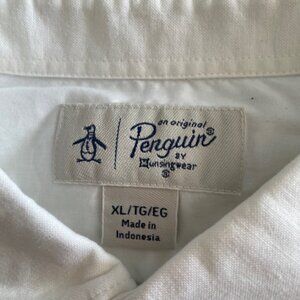 an original
Penguin®
BY
Munsingwear
®
XL/TG/EG
Made in
Indonesia